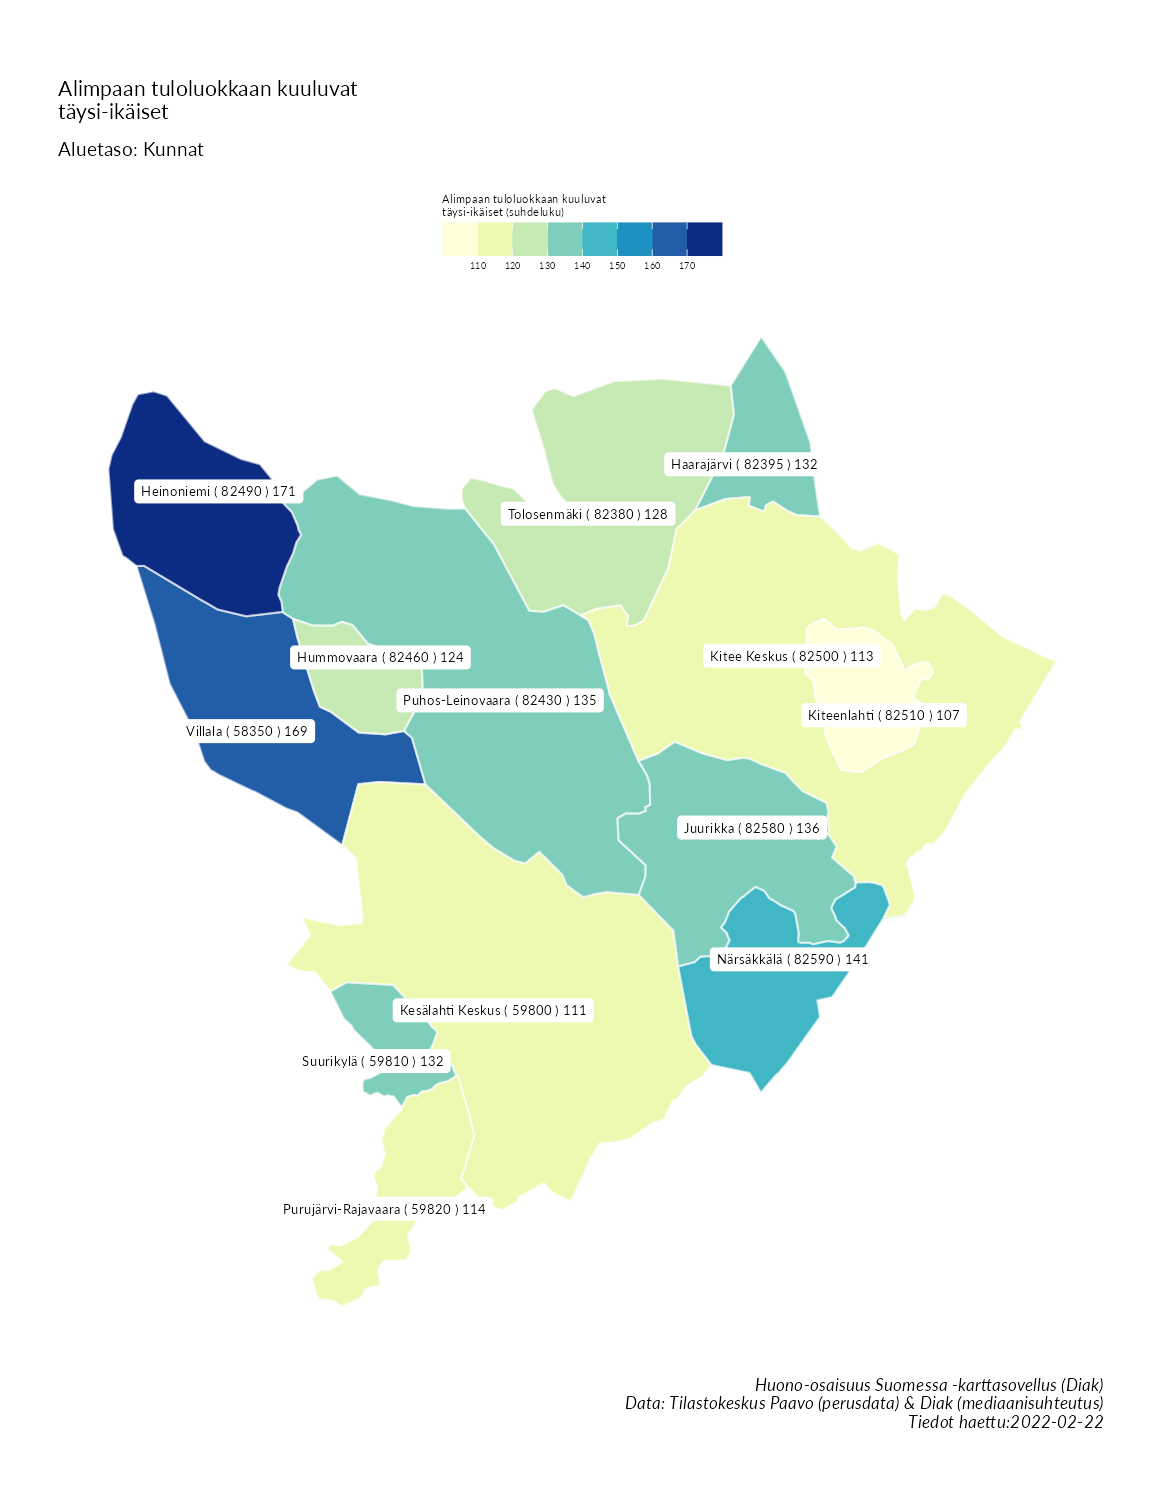 Alimpaan tuloluokkaan kuuluvat
täysi-ikäiset
Aluetaso: Kunnat
Alimpaan tuloluokkaan kuuluvat
täysi-ikäiset (suhdeluku)
110 120 130 140 150 160 170
Haarajärvi ( 82395 ) 132
Heinoniemi ( 82490 ) 171
Tolosenmäki ( 82380 ) 128
Hummovaara ( 82460 ) 124
Kitee Keskus ( 82500 ) 113
Puhos-Leinovaara ( 82430 ) 135
Kiteenlahti ( 82510 ) 107
Villala ( 58350 ) 169
Juurikka ( 82580 ) 136
Närsäkkälä ( 82590 ) 141
Kesälahti Keskus ( 59800 ) 111
Suurikylä ( 59810 ) 132
Purujärvi-Rajavaara ( 59820 ) 114
Huono-osaisuus Suomessa -karttasovellus (Diak)
Data: Tilastokeskus Paavo (perusdata) & Diak (mediaanisuhteutus)
Tiedot haettu:2022-02-22